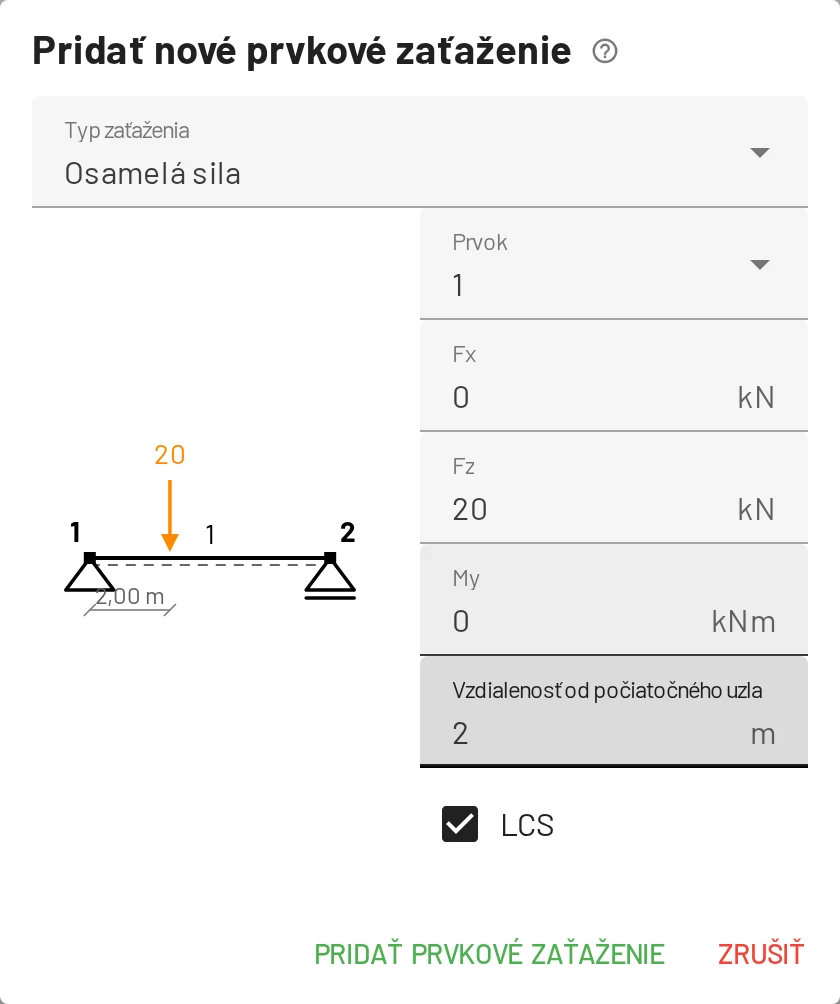 Pridať nové prvkové zaťaženie ?
Typ zaťaženia
Osamelá sila
Prvok
1
Fx
0 kN
Fz
20 kN
My
0 kNm
Vzdialenosť od počiatočného uzla
2 m
LCS
20
1 1 2
2,00 m
PRIDAŤ PRVKOVÉ ZAŤAŽENIE ZRUŠIŤ